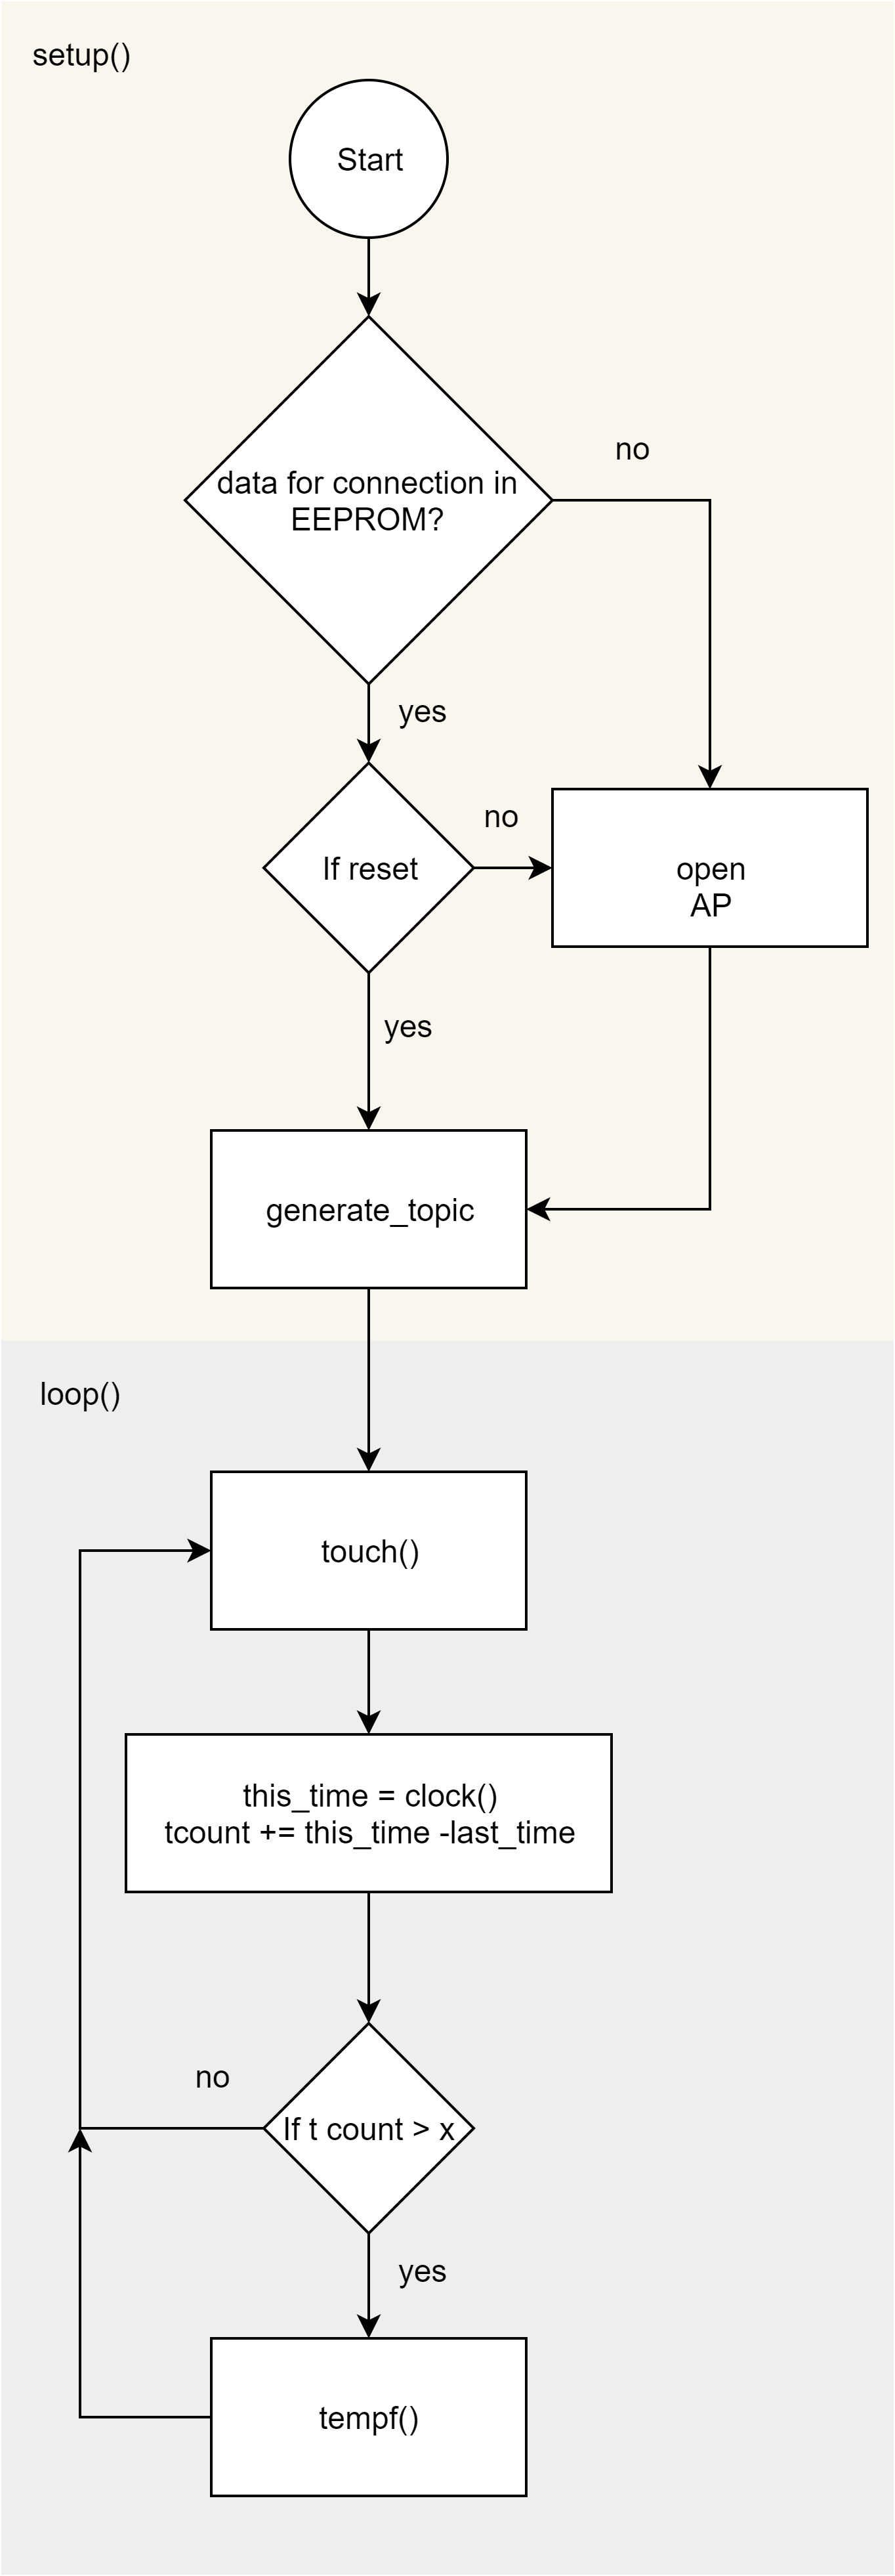 setup()
Start
no
data for connection in
EEPROM?
yes
no
If reset
open
AP
yes
generate_topic
loop()
touch()
this_time = clock()
tcount += this_time -last_time
no
If t count > x
yes
tempf()